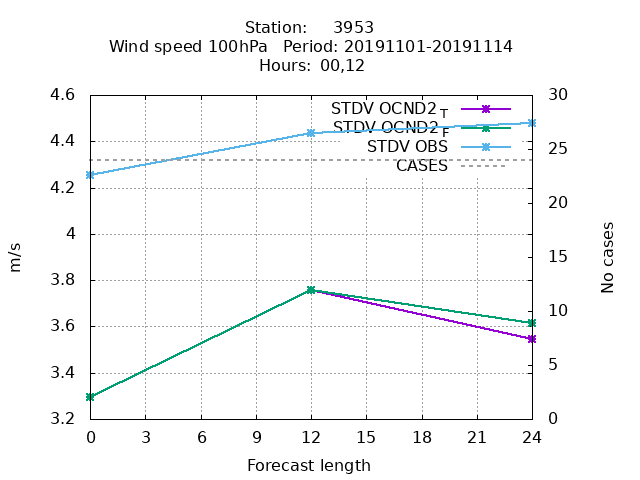 Station: 3953
Wind speed 100hPa Period: 20191101-20191114
Hours: 00,12
4.6
4.4
4.2
4
3.8
3.6
3.4
3.2
30
25
20
15
10
5
0
STDV OCND2 T
STDV OCND2 F
STDV OBS
CASES
m/s
No cases
0 3 6 9 12 15 18 21 24
Forecast length